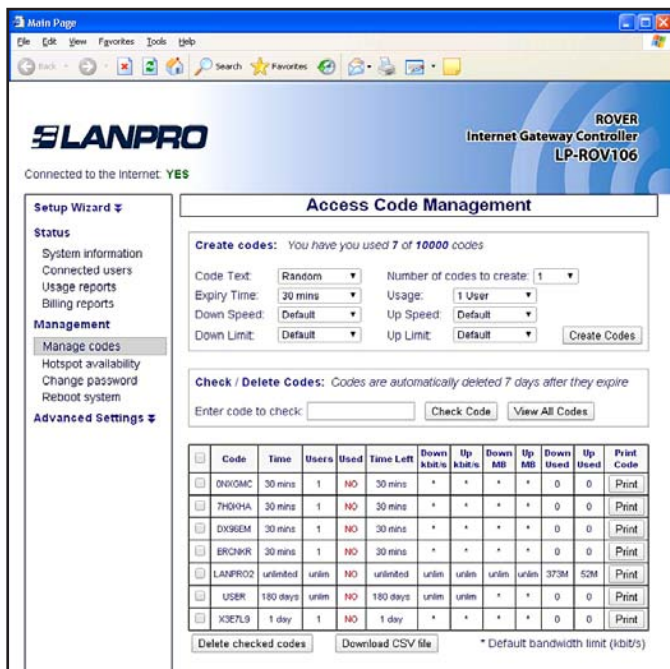 Main Page
File Edit View Favorites Tools Help
Back Search Favorites
LANPRO
ROVER
Internet Gateway Controller
LP-ROV106
Connected to the Internet: YES
Setup Wizard
Status
System information
Connected users
Usage reports
Billing reports
Management
Manage codes
Hotspot availability
Change password
Reboot system
Advanced Settings
Access Code Management
Create codes: You have you used 7 of 10000 codes
Code Text: Random Number of codes to create: 1
Expiry Time: 30 mins Usage: 1 User
Down Speed: Default Up Speed: Default
Down Limit: Default Up Limit: Default Create Codes
Check / Delete Codes: Codes are automatically deleted 7 days after they expire
Enter code to check: Check Code View All Codes
Code Time Users Used Time Left Down kbit/s Up kbit/s Down MB Up MB Down Used Up Used Print Code
0NXGMC 30 mins 1 NO 30 mins * * * * 0 0 Print
7H0KHA 30 mins 1 NO 30 mins * * * * 0 0 Print
DX96EM 30 mins 1 NO 30 mins * * * * 0 0 Print
ERCNKR 30 mins 1 NO 30 mins * * * * 0 0 Print
LANPRO2 unlimited unlim NO unlimited unlim unlim unlim unlim 373M 52M Print
USER 180 days unlim NO 180 days unlim unlim * * 0 0 Print
X3E7L9 1 day 1 NO 1 day * * * * 0 0 Print
Delete checked codes Download CSV file * Default bandwidth limit (kbit/s)